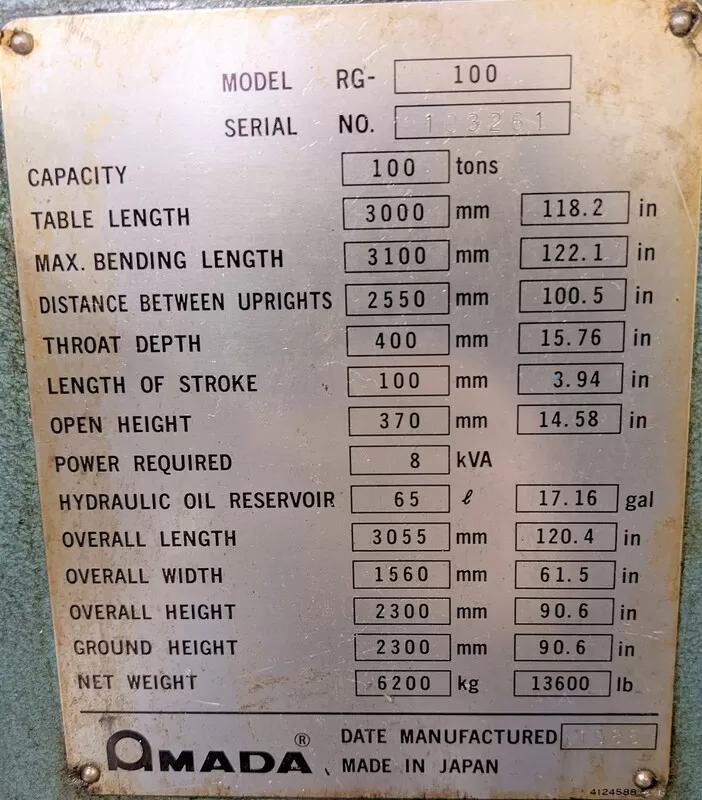 MODEL RG- 100
SERIAL NO. 103261
CAPACITY 100 tons
TABLE LENGTH 3000 mm 118.2 in
MAX. BENDING LENGTH 3100 mm 122.1 in
DISTANCE BETWEEN UPRIGHTS 2550 mm 100.5 in
THROAT DEPTH 400 mm 15.76 in
LENGTH OF STROKE 100 mm 3.94 in
OPEN HEIGHT 370 mm 14.58 in
POWER REQUIRED 8 kVA
HYDRAULIC OIL RESERVOIR 65 ℓ 17.16 gal
OVERALL LENGTH 3055 mm 120.4 in
OVERALL WIDTH 1560 mm 61.5 in
OVERALL HEIGHT 2300 mm 90.6 in
GROUND HEIGHT 2300 mm 90.6 in
NET WEIGHT 6200 kg 13600 lb
AMADA ® DATE MANUFACTURED
MADE IN JAPAN
4124588